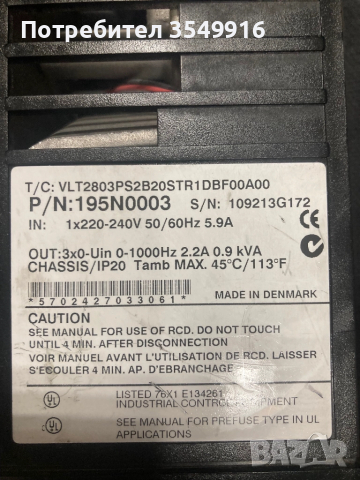 Потребител 3549916
T/C: VLT2803PS2B20STR1DBF00A00
P/N:195N0003 S/N: 109213G172
IN: 1x220-240V 50/60Hz 5.9A
OUT:3x0-Uin 0-1000Hz 2.2A 0.9 kVA
CHASSIS/IP20 Tamb MAX. 45°C/113°F
*5702427033061*
MADE IN DENMARK
CAUTION
SEE MANUAL FOR USE OF RCD. DO NOT TOUCH
UNTIL 4 MIN. AFTER DISCONNECTION
VOIR MANUEL AVANT L'UTILISATION DE RCD. LAISSER
S'ECOULER 4 MIN. AP. D'EBRANCHAGE
UL LISTED 76X1 E134261
INDUSTRIAL CONTROL EQUIPMENT
UL SEE MANUAL FOR PREFUSE TYPE IN UL
APPLICATIONS
BAZAR